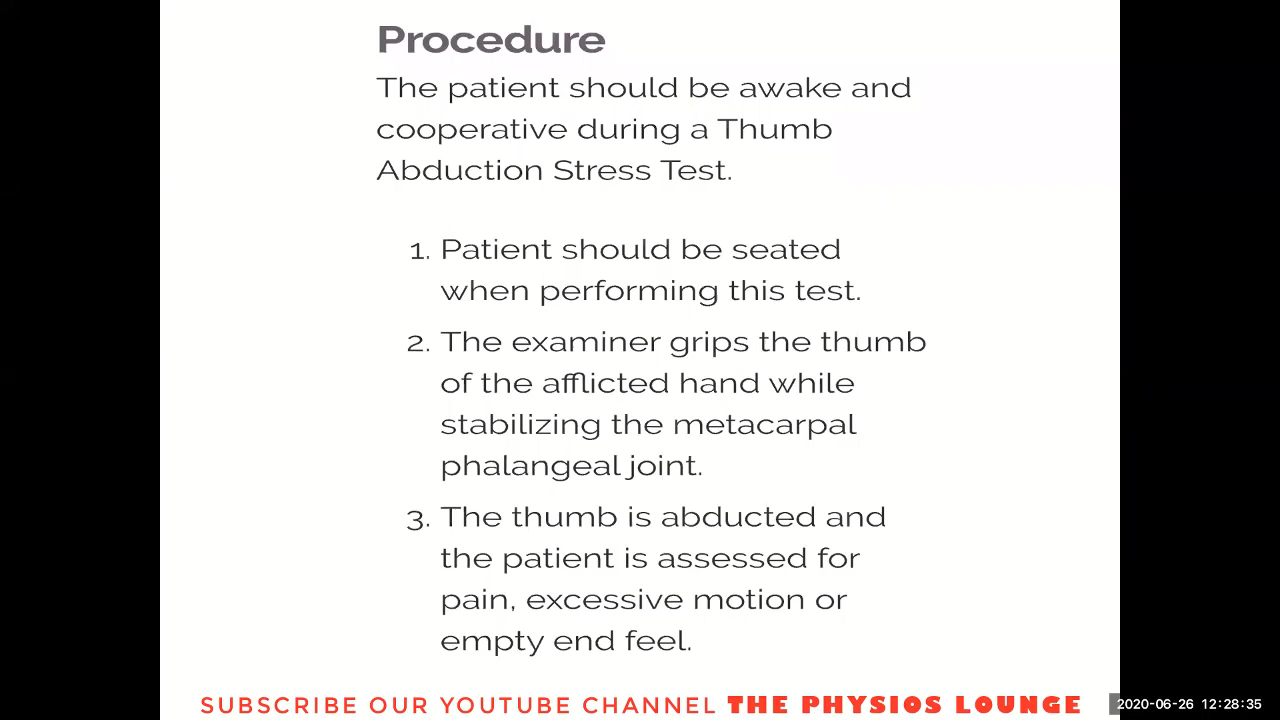 Procedure
The patient should be awake and
cooperative during a Thumb
Abduction Stress Test.
1. Patient should be seated
when performing this test.
2. The examiner grips the thumb
of the afflicted hand while
stabilizing the metacarpal
phalangeal joint.
3. The thumb is abducted and
the patient is assessed for
pain, excessive motion or
empty end feel.
SUBSCRIBE OUR YOUTUBE CHANNEL THE PHYSIOS LOUNGE
2020-06-26 12:28:35